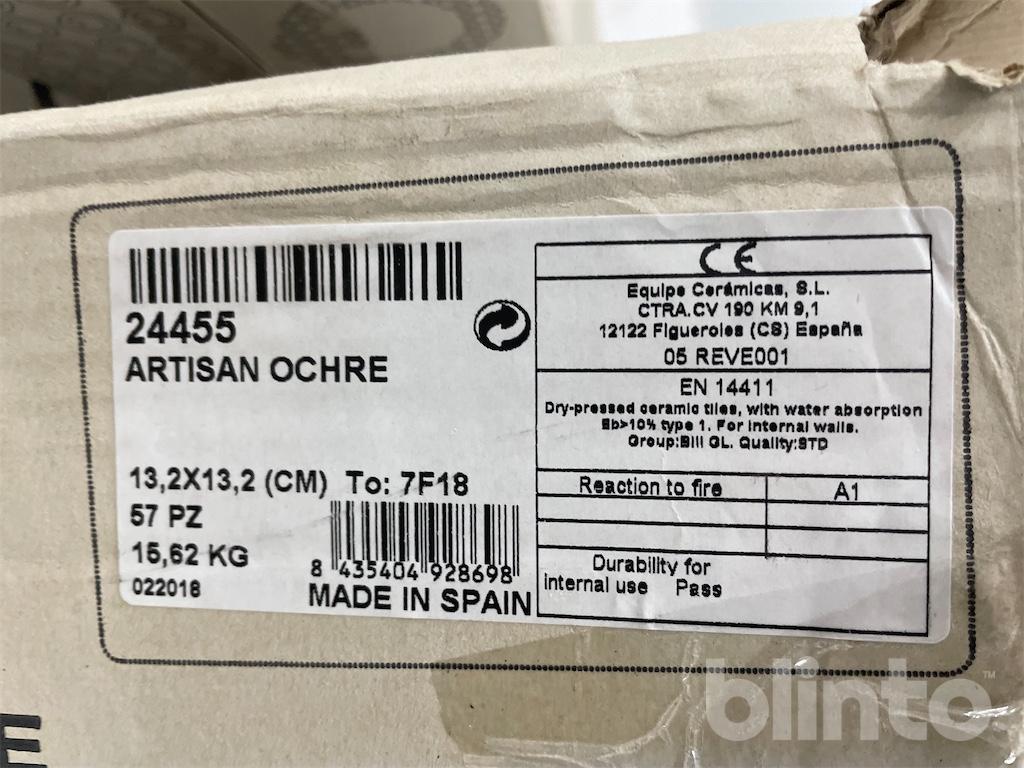 24455
ARTISAN OCHRE
13,2X13,2 (CM) To: 7F18
57 PZ
15,62 KG
022018
8 435404 928698
MADE IN SPAIN
CE
Equipe Cerámicas, S.L.
CTRA.CV 190 KM 9,1
12122 Figueroles (CS) España
05 REVE001
EN 14411
Dry-pressed ceramic tiles, with water absorption
Eb>10% type 1. For internal walls.
Group:BIII GL. Quality:STD
Reaction to fire A1
Durability for
internal use Pass
E
blinto™